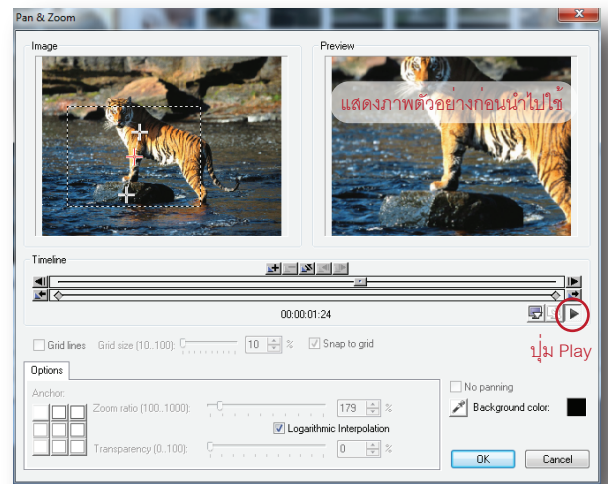 Pan & Zoom
Image
Preview
แสดงภาพตัวอย่างก่อนนำไปใช้
Timeline
00:00:01:24
Grid lines Grid size (10..100): 10 % Snap to grid
ปุ่ม Play
Options
Anchor:
Zoom ratio (100..1000): 179 %
Logarithmic Interpolation
Transparency (0..100): 0 %
No panning
Background color:
OK Cancel